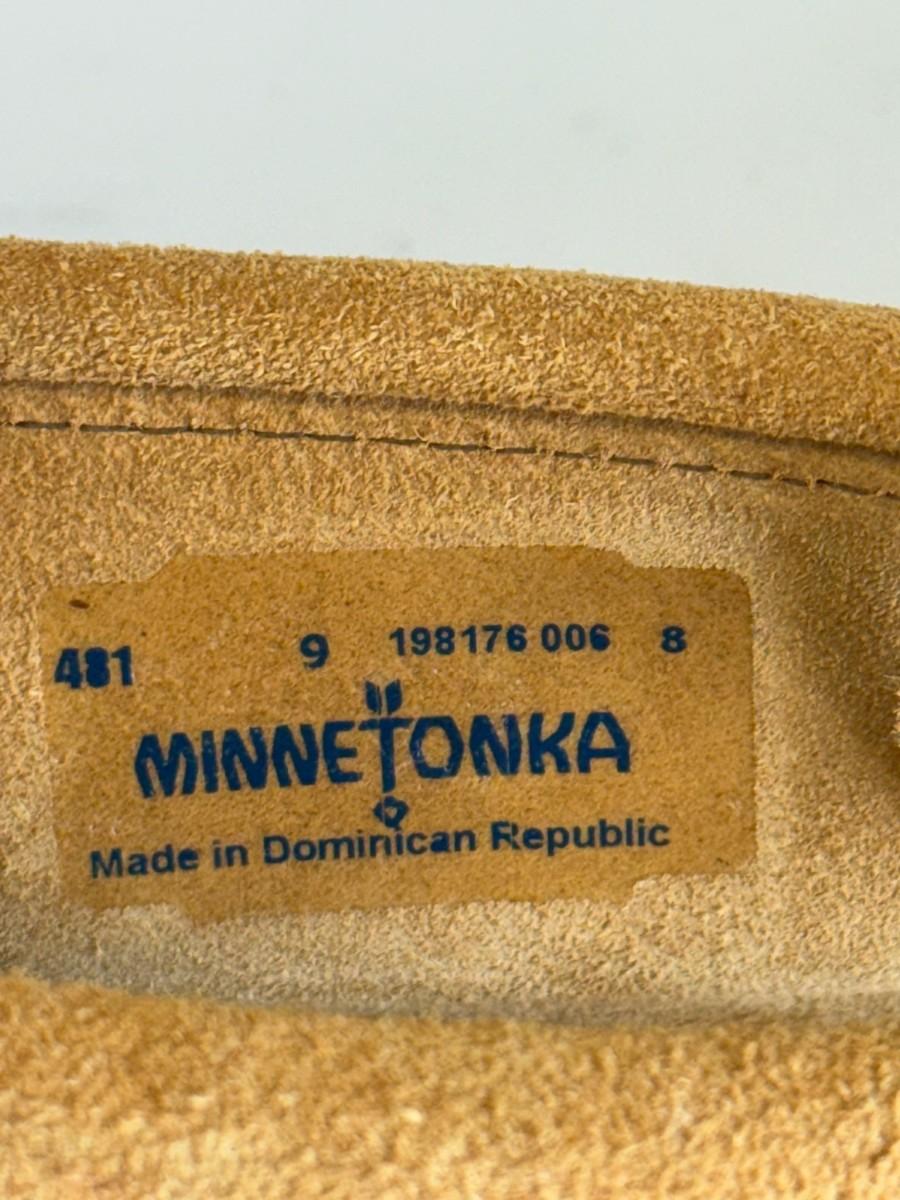 481 9 198176 006 8
MINNETONKA
Made in Dominican Republic